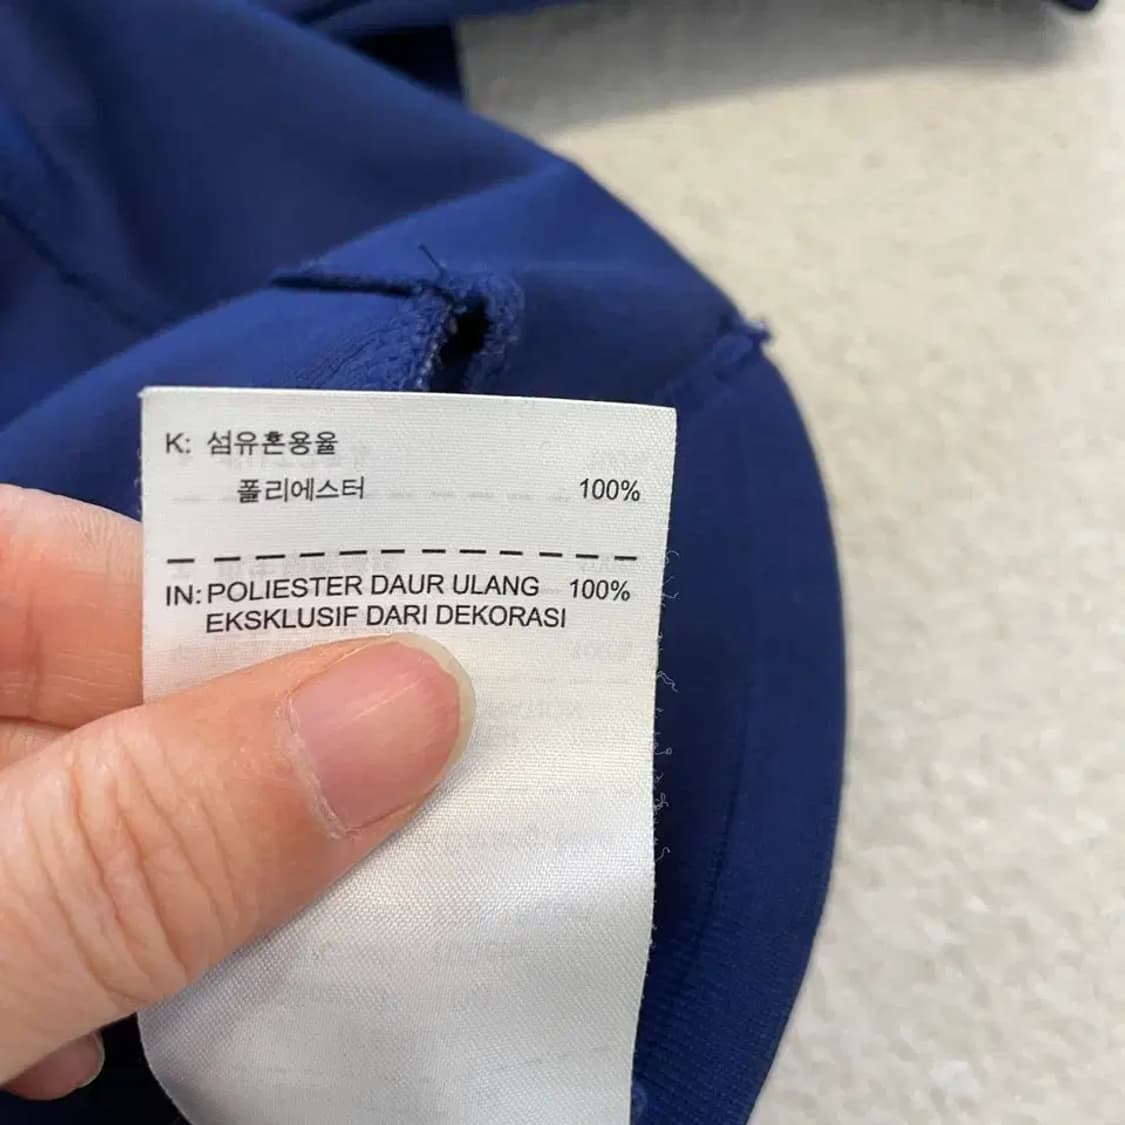 K: 섬유혼용율
폴리에스터 100%
IN: POLIESTER DAUR ULANG 100%
EKSKLUSIF DARI DEKORASI